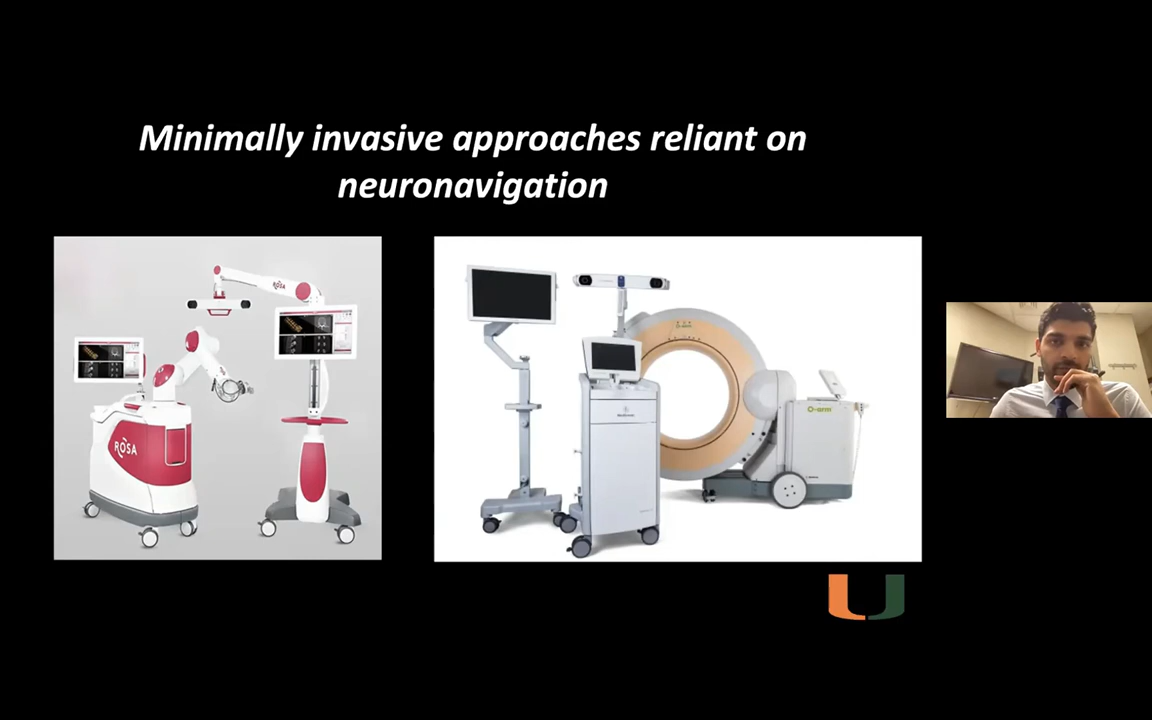 Minimally invasive approaches reliant on
neuronavigation
ROSA
ROSA
O-arm